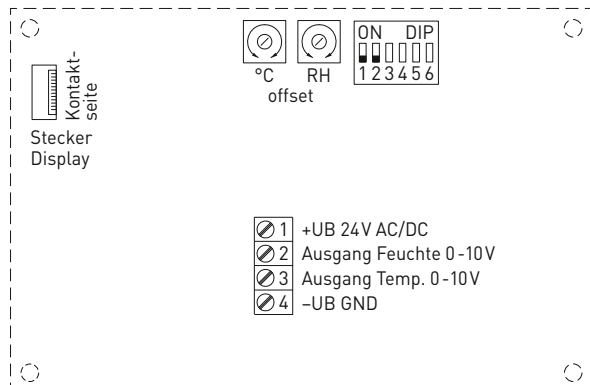 ON DIP
1 2 3 4 5 6
°C RH
offset
Kontakt-
seite
Stecker
Display
1 +UB 24V AC/DC
2 Ausgang Feuchte 0-10V
3 Ausgang Temp. 0-10V
4 –UB GND